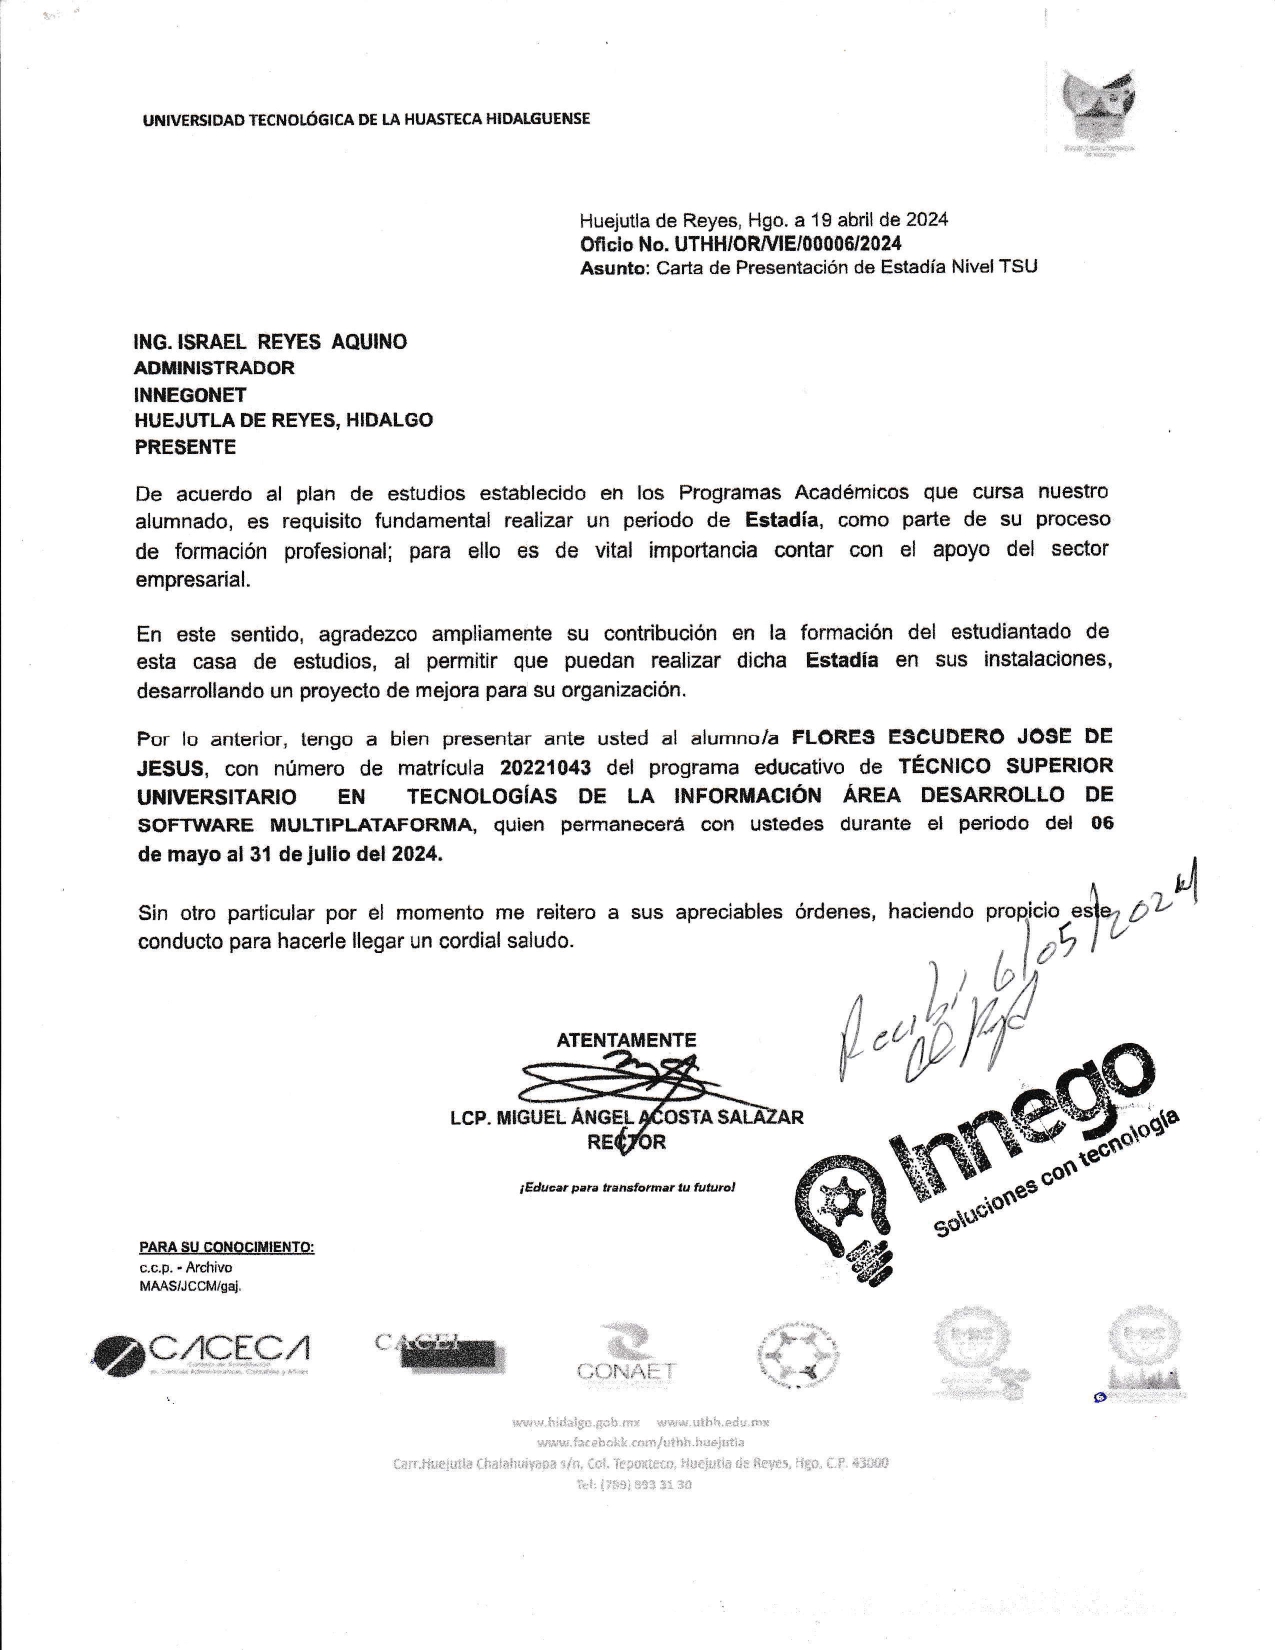 UNIVERSIDAD TECNOLÓGICA DE LA HUASTECA HIDALGUENSE
Huejutla de Reyes, Hgo. a 19 abril de 2024
Oficio No. UTHH/OR/VIE/00006/2024
Asunto: Carta de Presentación de Estadía Nivel TSU
ING. ISRAEL REYES AQUINO
ADMINISTRADOR
INNEGONET
HUEJUTLA DE REYES, HIDALGO
PRESENTE
De acuerdo al plan de estudios establecido en los Programas Académicos que cursa nuestro
alumnado, es requisito fundamental realizar un periodo de Estadía, como parte de su proceso
de formación profesional; para ello es de vital importancia contar con el apoyo del sector
empresarial.
En este sentido, agradezco ampliamente su contribución en la formación del estudiantado de
esta casa de estudios, al permitir que puedan realizar dicha Estadía en sus instalaciones,
desarrollando un proyecto de mejora para su organización.
Por lo anterior, tengo a bien presentar ante usted al alumno/a FLORES ESCUDERO JOSE DE
JESUS, con número de matrícula 20221043 del programa educativo de TÉCNICO SUPERIOR
UNIVERSITARIO EN TECNOLOGÍAS DE LA INFORMACIÓN ÁREA DESARROLLO DE
SOFTWARE MULTIPLATAFORMA, quien permanecerá con ustedes durante el periodo del 06
de mayo al 31 de julio del 2024.
Sin otro particular por el momento me reitero a sus apreciables órdenes, haciendo propicio este
conducto para hacerle llegar un cordial saludo.
Recibí 6/05/2024
ATENTAMENTE
LCP. MIGUEL ÁNGEL ACOSTA SALAZAR
RECTOR
Innego
Soluciones con tecnología
¡Educar para transformar tu futuro!
PARA SU CONOCIMIENTO:
c.c.p. - Archivo
MAAS/JCCM/gaj.
CACECA
CACEI
CONAET
www.hidalgo.gob.mx www.uthh.edu.mx
www.facebokk.com/uthh.huejutla
Carr.Huejutla Chalahuiyapa s/n, Col. Tepoxteco, Huejutla de Reyes, Hgo, C.P. 43000